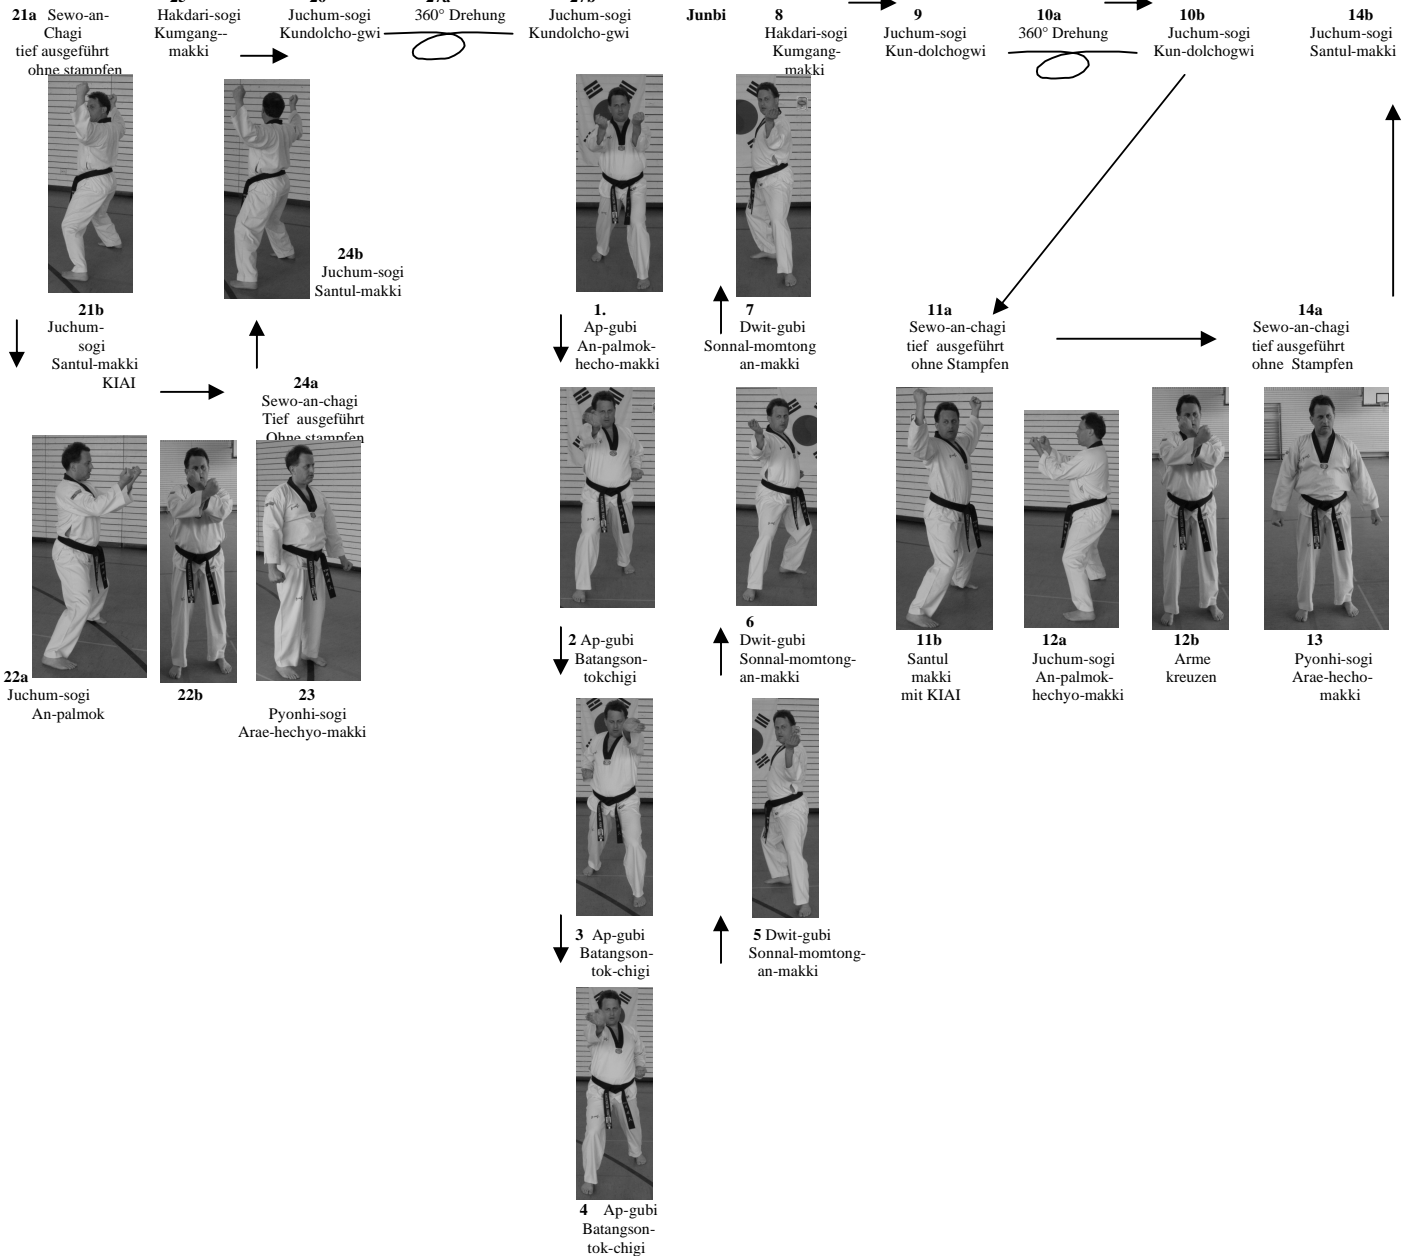 21a Sewo-an-
Chagi
tief ausgeführt
ohne stampfen
Hakdari-sogi
Kumgang--
makki
Juchum-sogi
Kundolcho-gwi
360° Drehung
Juchum-sogi
Kundolcho-gwi
Junbi
8
Hakdari-sogi
Kumgang-
makki
9
Juchum-sogi
Kun-dolchogwi
10a
360° Drehung
10b
Juchum-sogi
Kun-dolchogwi
14b
Juchum-sogi
Santul-makki
24b
Juchum-sogi
Santul-makki
21b
Juchum-
sogi
Santul-makki
KIAI
24a
Sewo-an-chagi
Tief ausgeführt
Ohne stampfen
1.
Ap-gubi
An-palmok-
hecho-makki
7
Dwit-gubi
Sonnal-momtong
an-makki
11a
Sewo-an-chagi
tief ausgeführt
ohne Stampfen
14a
Sewo-an-chagi
tief ausgeführt
ohne Stampfen
22a
Juchum-sogi
An-palmok
22b
23
Pyonhi-sogi
Arae-hechyo-makki
2 Ap-gubi
Batangson-
tokchigi
6
Dwit-gubi
Sonnal-momtong-
an-makki
11b
Santul
makki
mit KIAI
12a
Juchum-sogi
An-palmok-
hechyo-makki
12b
Arme
kreuzen
13
Pyonhi-sogi
Arae-hecho-
makki
3 Ap-gubi
Batangson-
tok-chigi
5 Dwit-gubi
Sonnal-momtong-
an-makki
4 Ap-gubi
Batangson-
tok-chigi